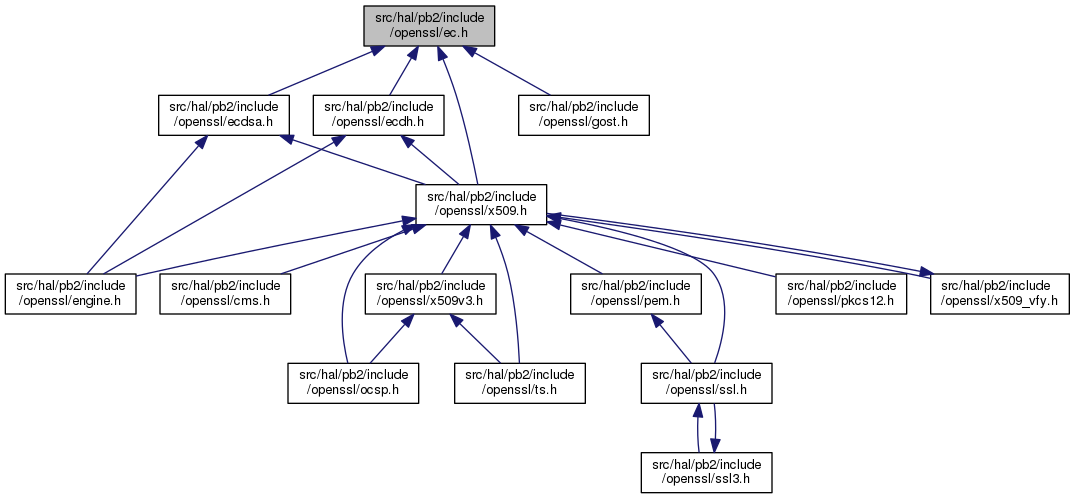 src/hal/pb2/include
/openssl/ec.h
src/hal/pb2/include
/openssl/ecdsa.h
src/hal/pb2/include
/openssl/ecdh.h
src/hal/pb2/include
/openssl/gost.h
src/hal/pb2/include
/openssl/x509.h
src/hal/pb2/include
/openssl/engine.h
src/hal/pb2/include
/openssl/cms.h
src/hal/pb2/include
/openssl/x509v3.h
src/hal/pb2/include
/openssl/pem.h
src/hal/pb2/include
/openssl/pkcs12.h
src/hal/pb2/include
/openssl/x509_vfy.h
src/hal/pb2/include
/openssl/ocsp.h
src/hal/pb2/include
/openssl/ts.h
src/hal/pb2/include
/openssl/ssl.h
src/hal/pb2/include
/openssl/ssl3.h